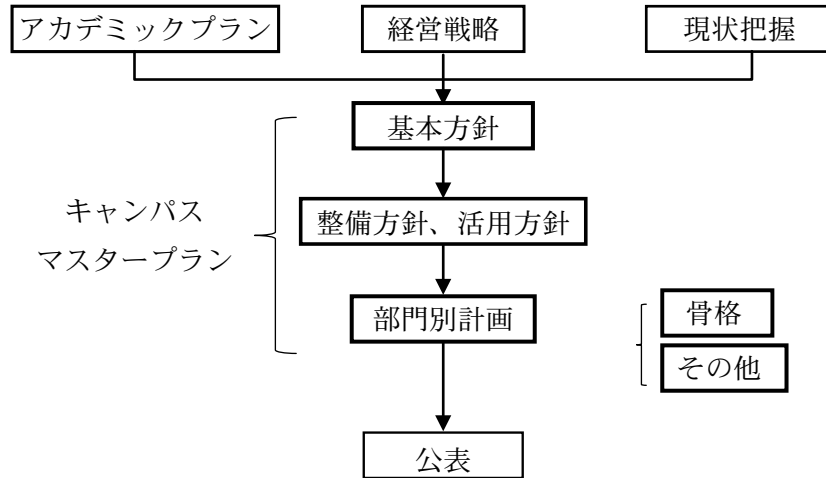 アカデミックプラン
経営戦略
現状把握
基本方針
整備方針、活用方針
キャンパス
マスタープラン
部門別計画
骨格
その他
公表